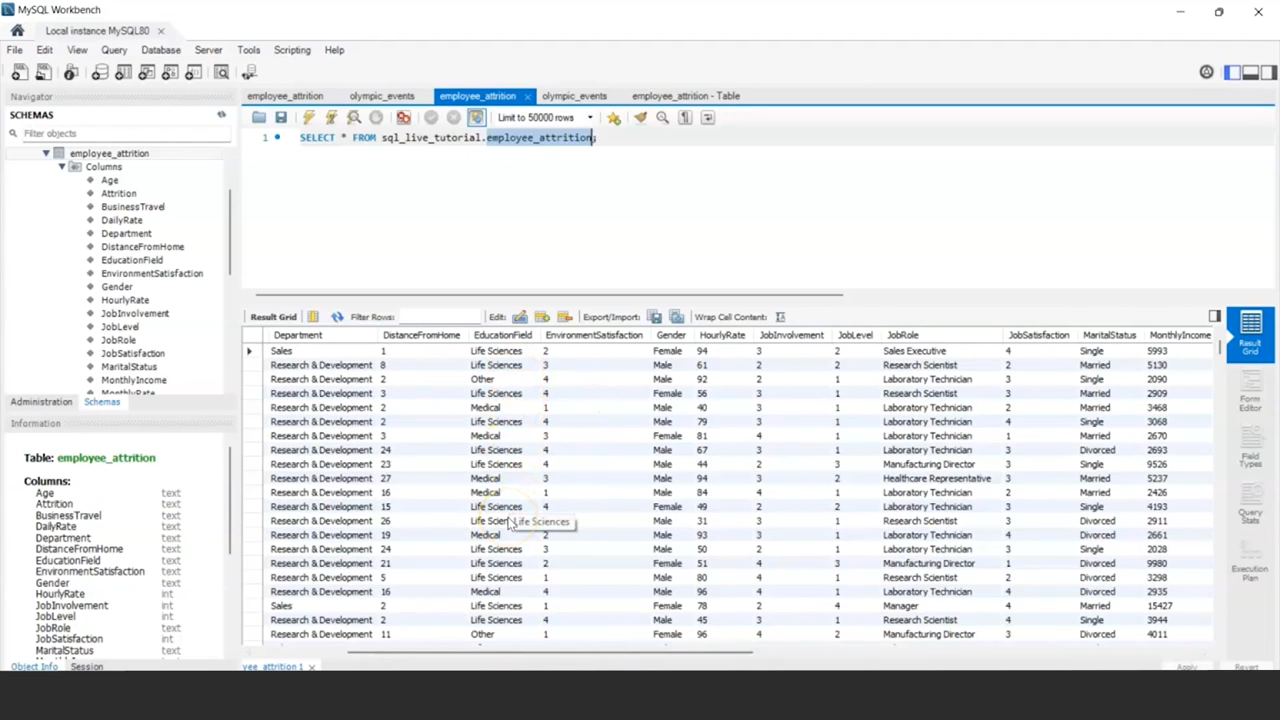 MySQL Workbench
Local instance MySQL80
File Edit View Query Database Server Tools Scripting Help
Navigator
SCHEMAS
Filter objects
employee_attrition
Columns
Age
Attrition
BusinessTravel
DailyRate
Department
DistanceFromHome
EducationField
EnvironmentSatisfaction
Gender
HourlyRate
JobInvolvement
JobLevel
JobRole
JobSatisfaction
MaritalStatus
MonthlyIncome
MonthlyRate
Administration Schemas
Information
Table: employee_attrition
Columns:
Age text
Attrition text
BusinessTravel text
DailyRate text
Department text
DistanceFromHome text
EducationField text
EnvironmentSatisfaction text
Gender text
HourlyRate int
JobInvolvement int
JobLevel int
JobRole text
JobSatisfaction int
MaritalStatus text
Object Info Session
employee_attrition olympic_events employee_attrition olympic_events employee_attrition - Table
Limit to 50000 rows
1 SELECT * FROM sql_live_tutorial.employee_attrition;
Result Grid Filter Rows: Edit: Export/Import: Wrap Cell Content:
Department DistanceFromHome EducationField EnvironmentSatisfaction Gender HourlyRate JobInvolvement JobLevel JobRole JobSatisfaction MaritalStatus MonthlyIncome
Sales 1 Life Sciences 2 Female 94 3 2 Sales Executive 4 Single 5993
Research & Development 8 Life Sciences 3 Male 61 2 2 Research Scientist 2 Married 5130
Research & Development 2 Other 4 Male 92 2 1 Laboratory Technician 3 Single 2090
Research & Development 3 Life Sciences 4 Female 56 3 1 Research Scientist 3 Married 2909
Research & Development 2 Medical 1 Male 40 3 1 Laboratory Technician 2 Married 3468
Research & Development 2 Life Sciences 4 Male 79 3 1 Laboratory Technician 4 Single 3068
Research & Development 3 Medical 3 Female 81 4 1 Laboratory Technician 1 Married 2670
Research & Development 24 Life Sciences 4 Male 67 3 1 Laboratory Technician 3 Divorced 2693
Research & Development 23 Life Sciences 4 Male 44 2 3 Manufacturing Director 3 Single 9526
Research & Development 27 Medical 3 Male 94 3 2 Healthcare Representative 3 Married 5237
Research & Development 16 Medical 1 Male 84 4 1 Laboratory Technician 2 Married 2426
Research & Development 15 Life Sciences 4 Female 49 2 2 Laboratory Technician 3 Single 4193
Research & Development 26 Life Sciences Male 31 3 1 Research Scientist 3 Divorced 2911
Research & Development 19 Medical 2 Male 93 3 1 Laboratory Technician 4 Divorced 2661
Research & Development 24 Life Sciences 3 Male 50 2 1 Laboratory Technician 3 Single 2028
Research & Development 21 Life Sciences 2 Female 51 4 3 Manufacturing Director 1 Divorced 9980
Research & Development 5 Life Sciences 1 Male 80 4 1 Research Scientist 2 Divorced 3298
Research & Development 16 Medical 4 Male 96 4 1 Laboratory Technician 4 Divorced 2935
Sales 2 Life Sciences 1 Female 78 2 4 Manager 4 Married 15427
Research & Development 2 Life Sciences 4 Male 45 3 1 Research Scientist 4 Single 3944
Research & Development 11 Other 1 Female 96 4 2 Manufacturing Director 3 Divorced 4011
yee_attrition 1
Apply Revert
Result Grid
Form Editor
Field Types
Query Stats
Execution Plan